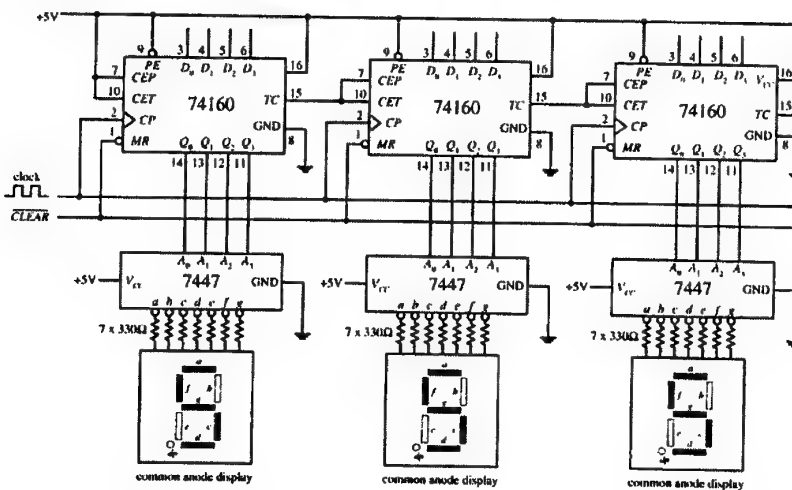 +5V
9 3 4 5 6 9 3 4 5 6 9 3 4 5 6
PE D0 D1 D2 D3 16 PE D0 D1 D2 D3 16 PE D0 D1 D2 D3 16
7 CEP 7 CEP 7 CEP VCC
10 CET TC 15 10 CET TC 15 10 CET TC 15
74160 74160 74160
2 CP GND 2 CP GND 2 CP GND
1 MR Q0 Q1 Q2 Q3 8 1 MR Q0 Q1 Q2 Q3 8 1 MR Q0 Q1 Q2 Q3 8
14 13 12 11 14 13 12 11 14 13 12 11
clock
CLEAR
A0 A1 A2 A3 A0 A1 A2 A3 A0 A1 A2 A3
+5V VCC 7447 GND +5V VCC 7447 GND +5V VCC 7447 GND
a b c d e f g a b c d e f g a b c d e f g
7 x 330Ω 7 x 330Ω 7 x 330Ω
a a a
f b f b f b
g g g
e c e c e c
d d d
dp dp dp
common anode display common anode display common anode display